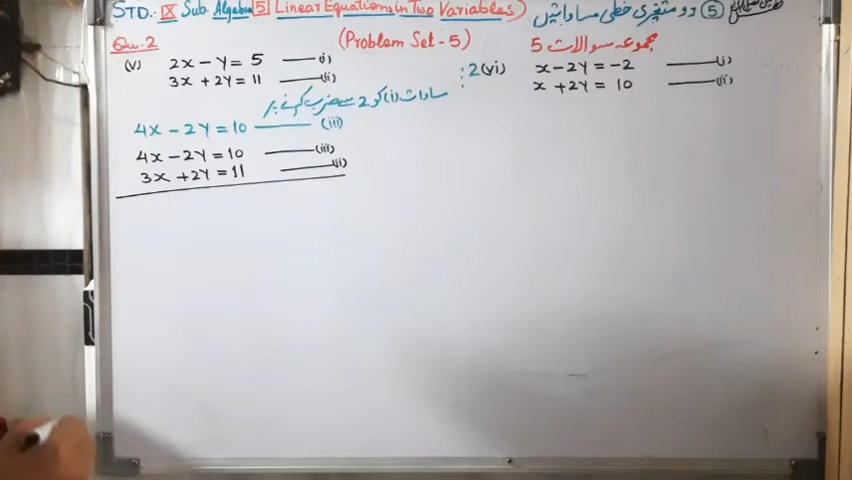 STD. IX Sub. Algebra 5 Linear Equations in Two Variables) دو متغیری خطی مساواتیں 5
Qu. 2 (Problem Set - 5) مجموعہ سوالات 5
(v) 2x - y = 5 —— (i)
3x + 2y = 11 —— (ii)
مساوات (i) کو 2 سے ضرب کرنے پر
4x - 2y = 10 —— (iii)
4x - 2y = 10 —— (iii)
3x + 2y = 11 —— (ii)
2 (vi) x - 2y = -2 —— (i)
x + 2y = 10 —— (ii)